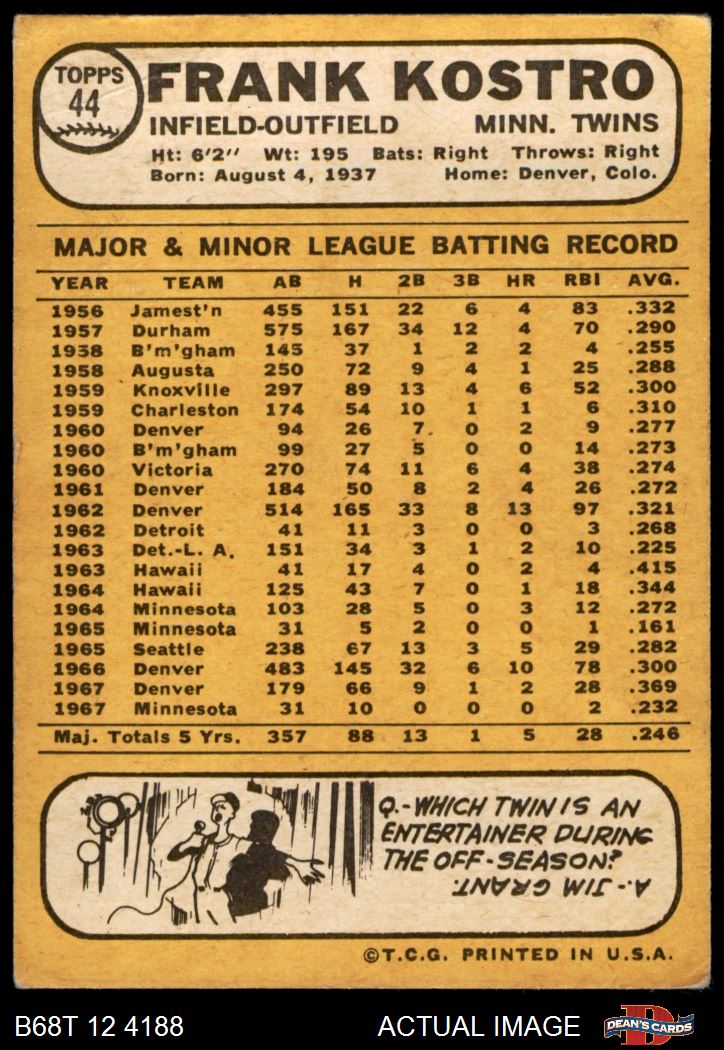 TOPPS
44
FRANK KOSTRO
INFIELD-OUTFIELD MINN. TWINS
Ht: 6'2" Wt: 195 Bats: Right Throws: Right
Born: August 4, 1937 Home: Denver, Colo.
MAJOR & MINOR LEAGUE BATTING RECORD
YEAR TEAM AB H 2B 3B HR RBI AVG.
1956 Jamest'n 455 151 22 6 4 83 .332
1957 Durham 575 167 34 12 4 70 .290
1958 B'm'gham 145 37 1 2 2 4 .255
1958 Augusta 250 72 9 4 1 25 .288
1959 Knoxville 297 89 13 4 6 52 .300
1959 Charleston 174 54 10 1 1 6 .310
1960 Denver 94 26 7 0 2 9 .277
1960 B'm'gham 99 27 5 0 0 14 .273
1960 Victoria 270 74 11 6 4 38 .274
1961 Denver 184 50 8 2 4 26 .272
1962 Denver 514 165 33 8 13 97 .321
1962 Detroit 41 11 3 0 0 3 .268
1963 Det.-L. A. 151 34 3 1 2 10 .225
1963 Hawaii 41 17 4 0 2 4 .415
1964 Hawaii 125 43 7 0 1 18 .344
1964 Minnesota 103 28 5 0 3 12 .272
1965 Minnesota 31 5 2 0 0 1 .161
1965 Seattle 238 67 13 3 5 29 .282
1966 Denver 483 145 32 6 10 78 .300
1967 Denver 179 66 9 1 2 28 .369
1967 Minnesota 31 10 0 0 0 2 .232
Maj. Totals 5 Yrs. 357 88 13 1 5 28 .246
Q.-WHICH TWIN IS AN
ENTERTAINER DURING
THE OFF-SEASON?
A.-JIM GRANT.
©T.C.G. PRINTED IN U.S.A.
B68T 12 4188 ACTUAL IMAGE
D
DEAN'S CARDS